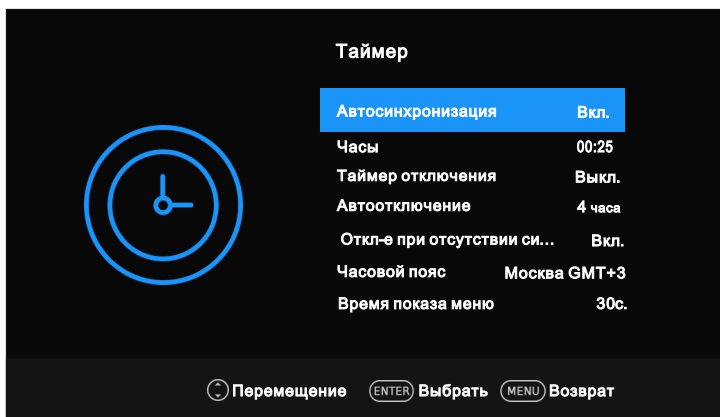 Таймер
Автосинхронизация Вкл.
Часы 00:25
Таймер отключения Выкл.
Автоотключение 4 часа
Откл-е при отсутствии си... Вкл.
Часовой пояс Москва GMT+3
Время показа меню 30с.
Перемещение ENTER Выбрать MENU Возврат